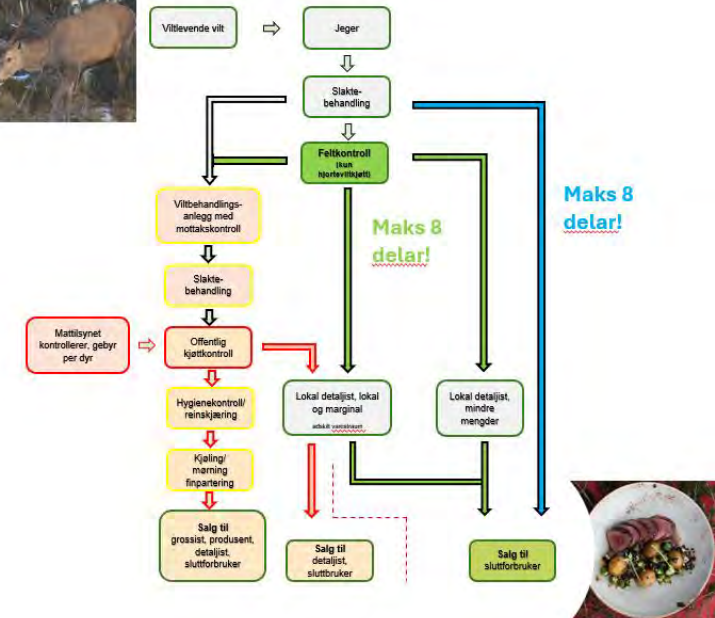 Viltlevende vilt
Jeger
Slakte-
behandling
Feltkontroll
(kun
hjorteviltkjøtt)
Maks 8
delar!
Maks 8
delar!
Viltbehandlings-
anlegg med
mottakskontroll
Slakte-
behandling
Mattilsynet
kontrollerer, gebyr
per dyr
Offentlig
kjøttkontroll
Hygienekontroll/
reinskjæring
Lokal detaljist, lokal
og marginal
adskilt varestraum
Lokal detaljist,
mindre
mengder
Kjøling/
mørning
finpartering
Salg til
grossist, produsent,
detaljist,
sluttforbruker
Salg til
detaljist,
sluttbruker
Salg til
sluttforbruker